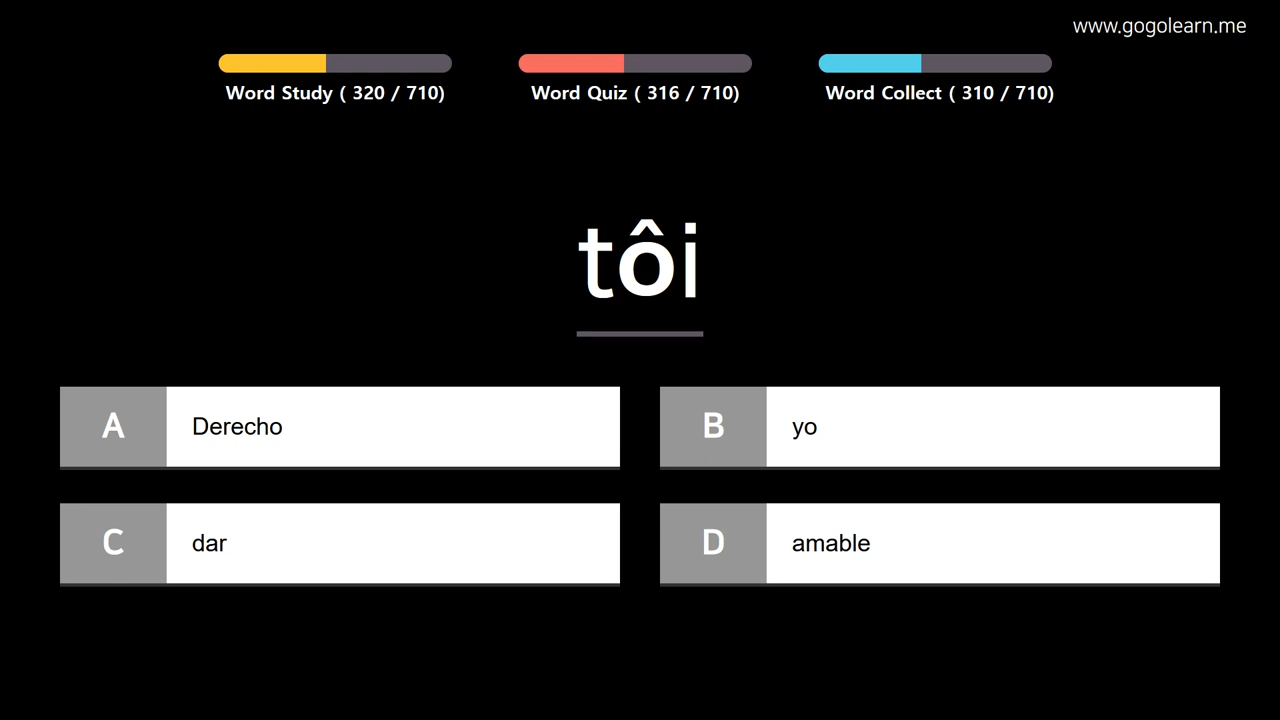 www.gogolearn.me
Word Study ( 320 / 710)
Word Quiz ( 316 / 710)
Word Collect ( 310 / 710)
tôi
A Derecho
B yo
C dar
D amable